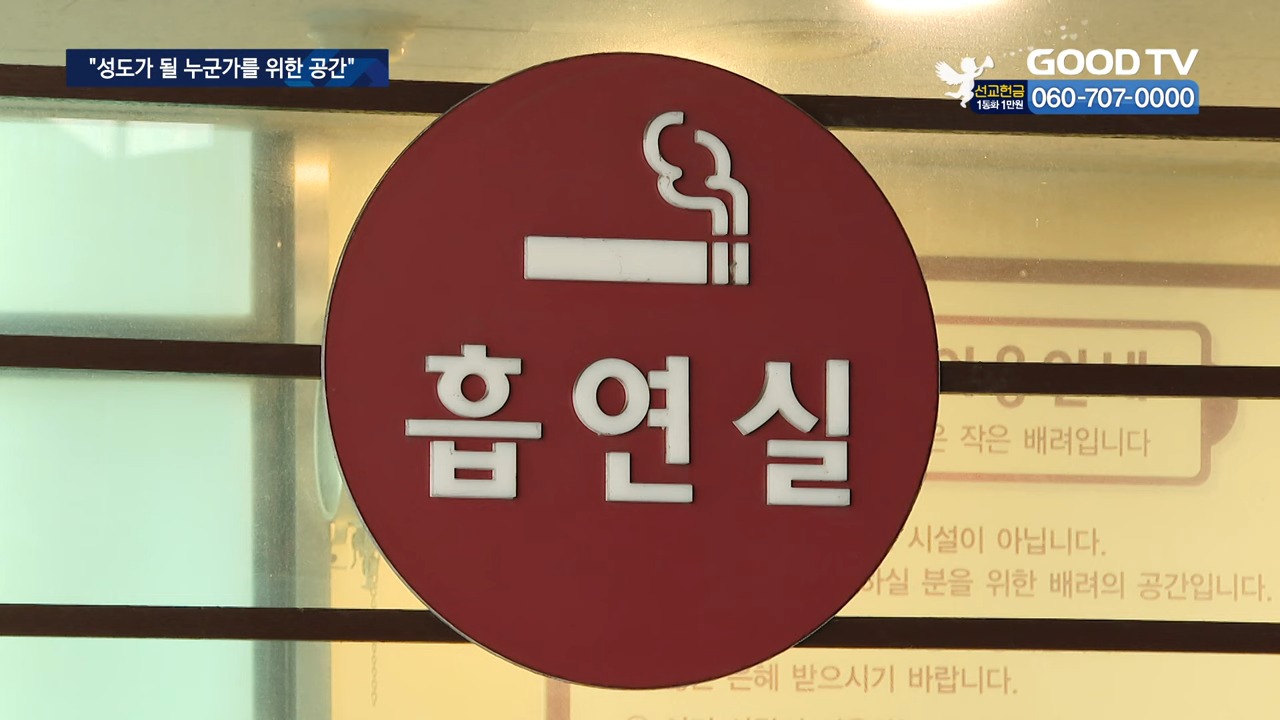 "성도가 될 누군가를 위한 공간"
GOOD TV
선교헌금
1통화 1만원
060-707-0000
흡연실
작은 배려입니다
시설이 아닙니다.
분을 위한 배려의 공간입니다.
은혜 받으시기 바랍니다.